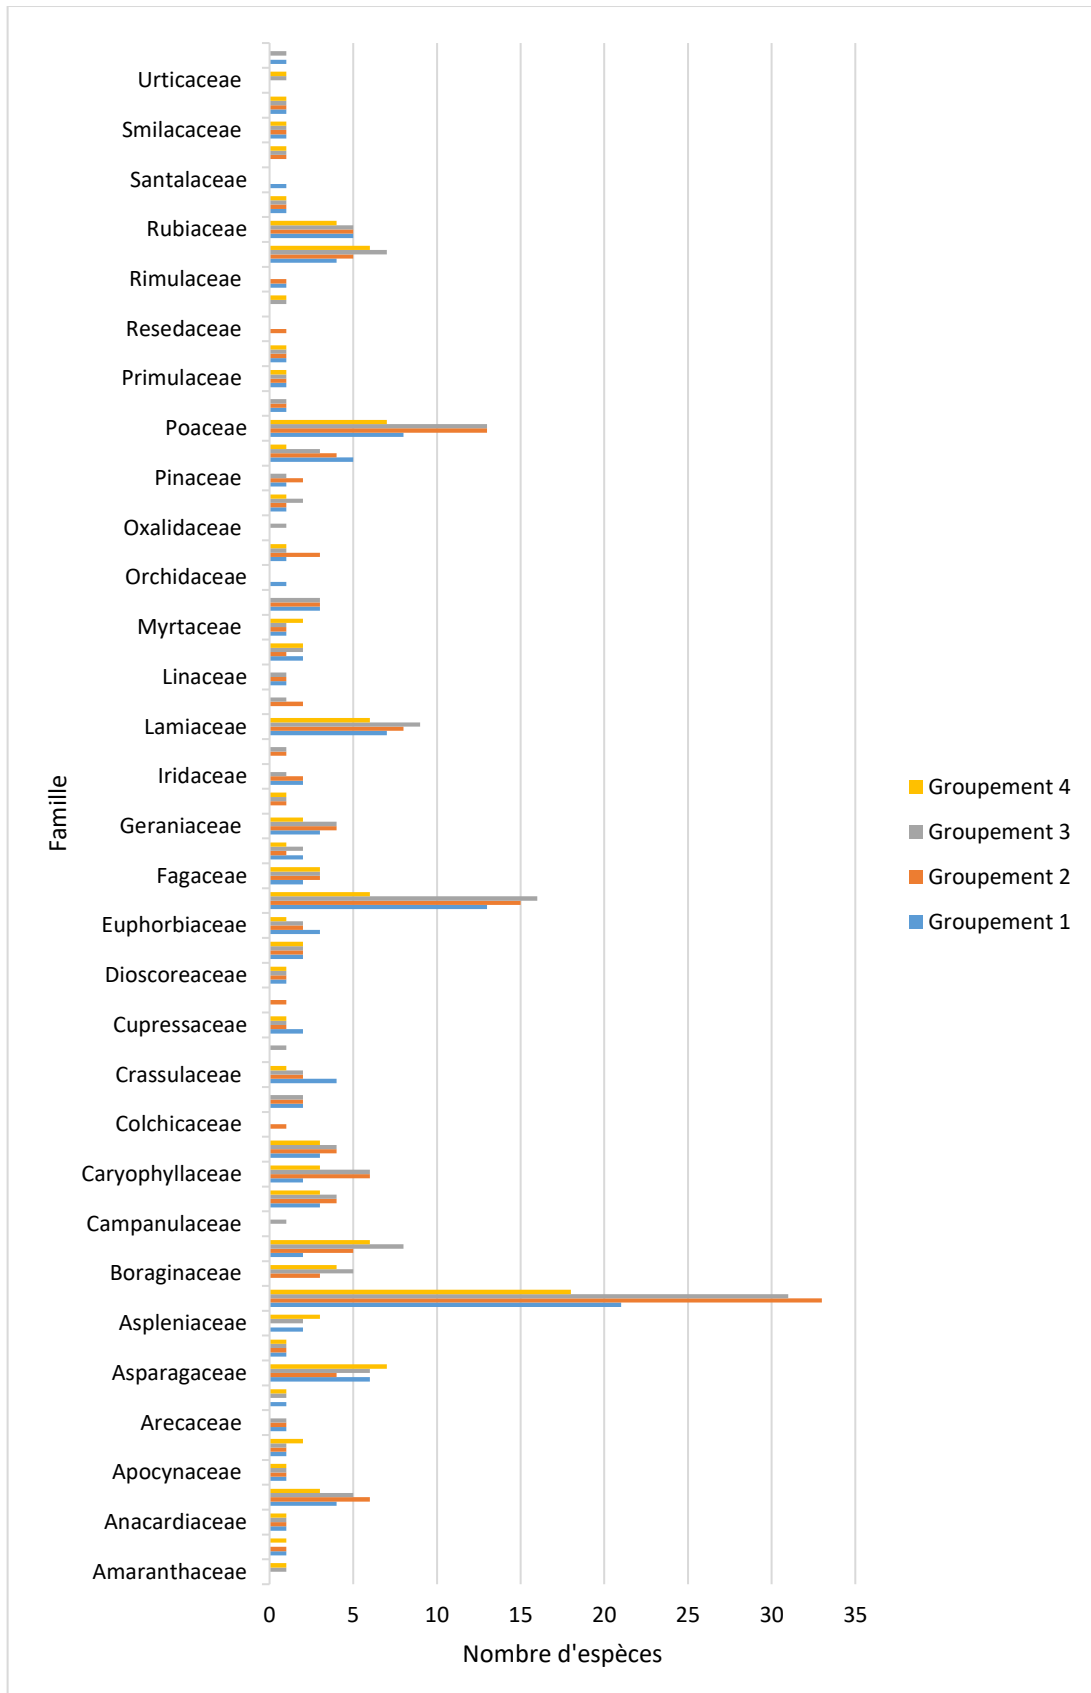 Urticaceae
Smilacaceae
Santalaceae
Rubiaceae
Rimulaceae
Resedaceae
Primulaceae
Poaceae
Pinaceae
Oxalidaceae
Orchidaceae
Myrtaceae
Linaceae
Lamiaceae
Iridaceae
Geraniaceae
Fagaceae
Euphorbiaceae
Dioscoreaceae
Cupressaceae
Crassulaceae
Colchicaceae
Caryophyllaceae
Campanulaceae
Boraginaceae
Aspleniaceae
Asparagaceae
Arecaceae
Apocynaceae
Anacardiaceae
Amaranthaceae
Famille
0 5 10 15 20 25 30 35
Nombre d'espèces
Groupement 4
Groupement 3
Groupement 2
Groupement 1